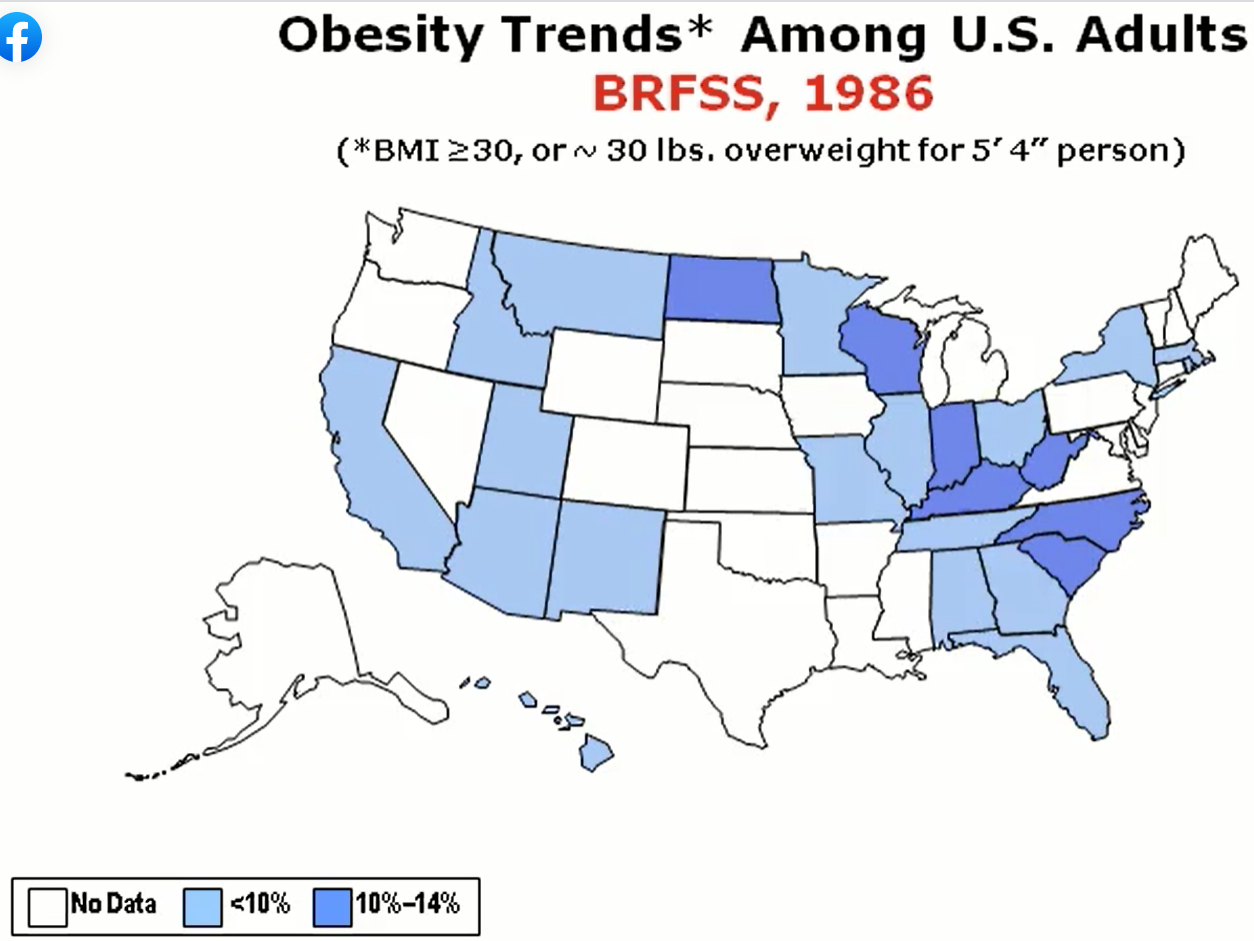 Obesity Trends* Among U.S. Adults
BRFSS, 1986
(*BMI ≥30, or ~ 30 lbs. overweight for 5′ 4″ person)
No Data <10% 10%–14%